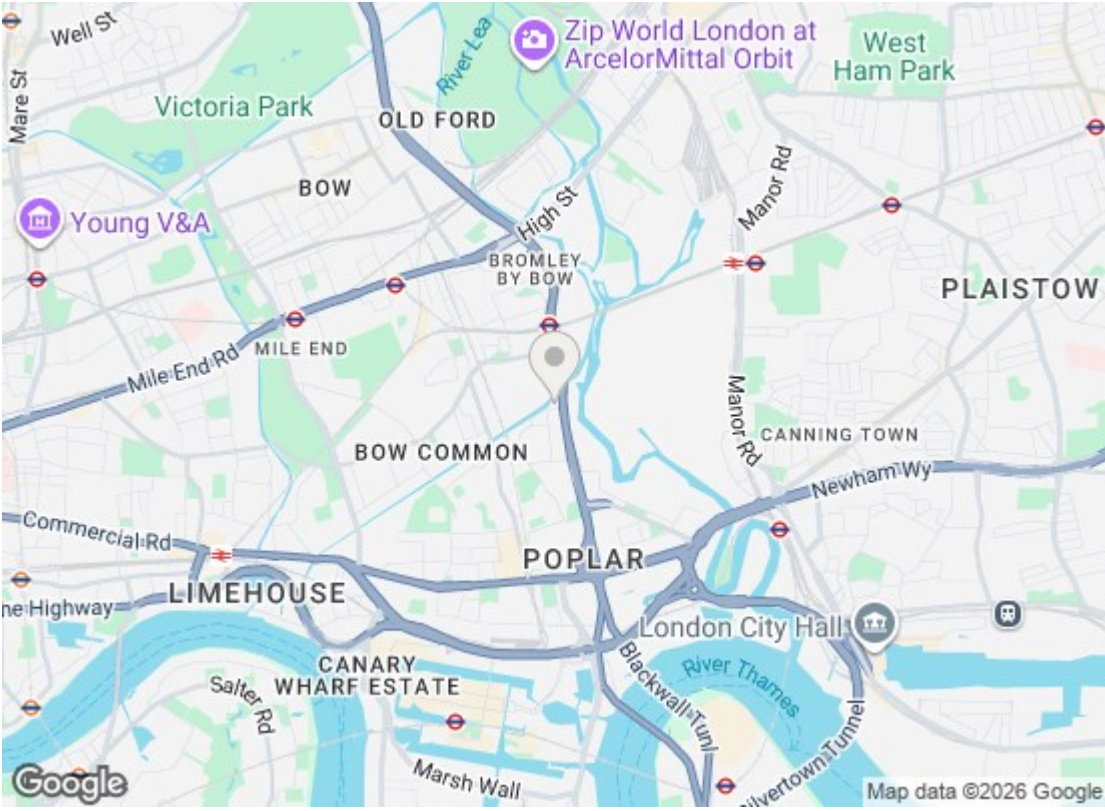 Well St
Mare St
River Lea
Zip World London at
ArcelorMittal Orbit
West
Ham Park
Victoria Park
OLD FORD
BOW
Manor Rd
Young V&A
High St
BROMLEY
BY BOW
PLAISTOW
MILE END
Mile End Rd
Manor Rd
BOW COMMON
CANNING TOWN
Newham Wy
Commercial Rd
POPLAR
LIMEHOUSE
ne Highway
London City Hall
CANARY
WHARF ESTATE
Salter Rd
Blackwall Tunl
River Thames
Silvertown Tunnel
Marsh Wall
Google
Map data ©2026 Google